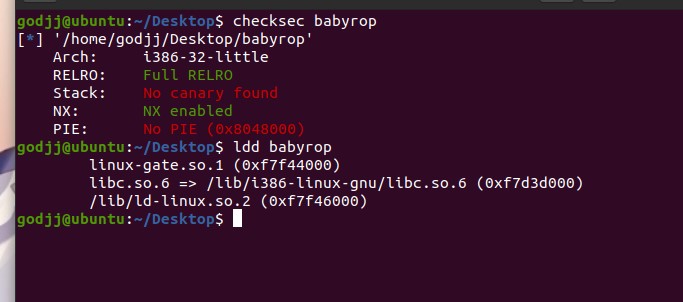 godjj@ubuntu:~/Desktop$ checksec babyrop
[*] '/home/godjj/Desktop/babyrop'
    Arch:     i386-32-little
    RELRO:    Full RELRO
    Stack:    No canary found
    NX:       NX enabled
    PIE:      No PIE (0x8048000)
godjj@ubuntu:~/Desktop$ ldd babyrop
        linux-gate.so.1 (0xf7f44000)
        libc.so.6 => /lib/i386-linux-gnu/libc.so.6 (0xf7d3d000)
        /lib/ld-linux.so.2 (0xf7f46000)
godjj@ubuntu:~/Desktop$